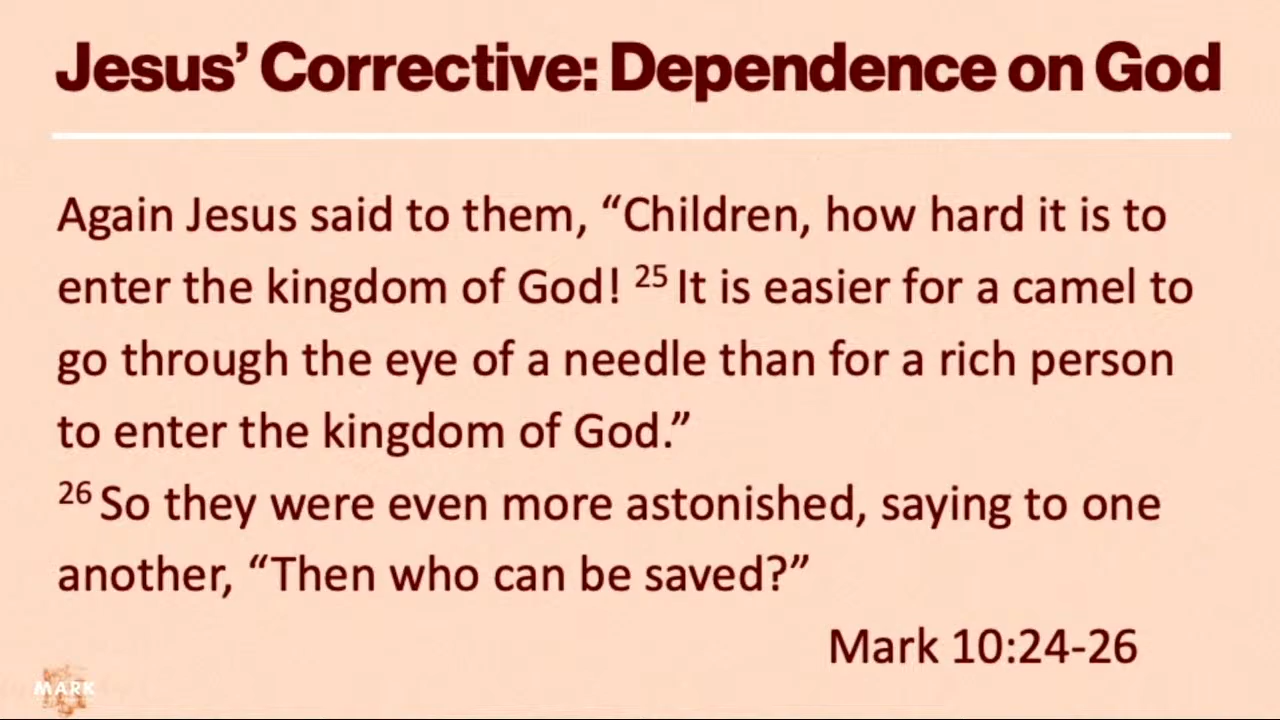 Jesus’ Corrective: Dependence on God
Again Jesus said to them, “Children, how hard it is to
enter the kingdom of God! 25 It is easier for a camel to
go through the eye of a needle than for a rich person
to enter the kingdom of God.”
26 So they were even more astonished, saying to one
another, “Then who can be saved?”
Mark 10:24-26
MARK